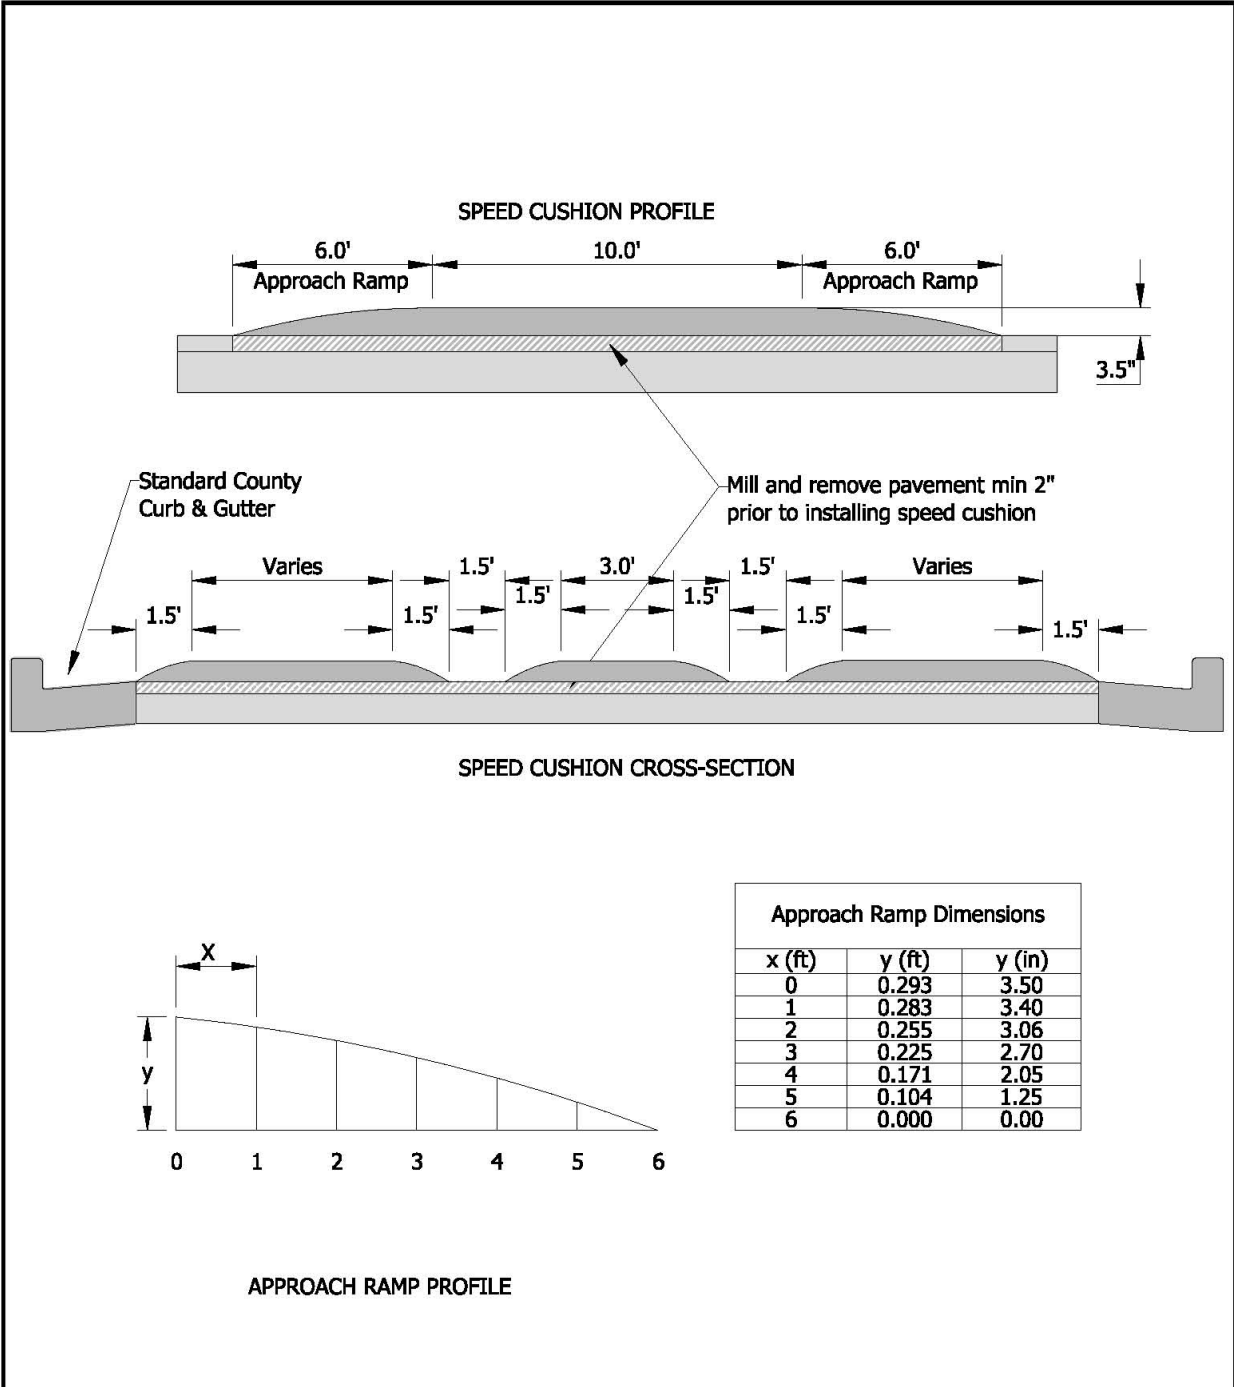 SPEED CUSHION PROFILE
6.0' 10.0' 6.0'
Approach Ramp Approach Ramp
3.5"
Standard County
Curb & Gutter
Mill and remove pavement min 2"
prior to installing speed cushion
Varies 1.5' 3.0' 1.5' Varies
1.5' 1.5' 1.5' 1.5' 1.5' 1.5'
SPEED CUSHION CROSS-SECTION
Approach Ramp Dimensions
x (ft) y (ft) y (in)
0 0.293 3.50
1 0.283 3.40
2 0.255 3.06
3 0.225 2.70
4 0.171 2.05
5 0.104 1.25
6 0.000 0.00
X
y
0 1 2 3 4 5 6
APPROACH RAMP PROFILE